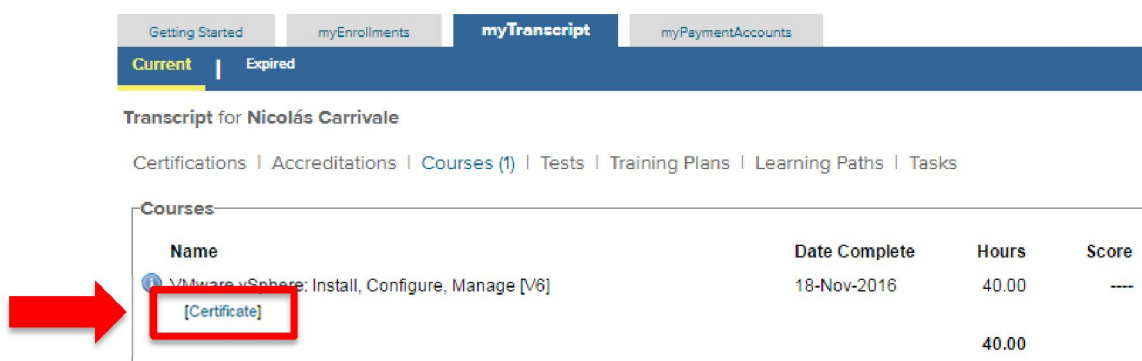 Getting Started myEnrollments myTranscript myPaymentAccounts
Current | Expired
Transcript for Nicolás Carrivale
Certifications | Accreditations | Courses (1) | Tests | Training Plans | Learning Paths | Tasks
Courses
Name Date Complete Hours Score
VMware vSphere: Install, Configure, Manage [V6] 18-Nov-2016 40.00 ----
[Certificate]
40.00